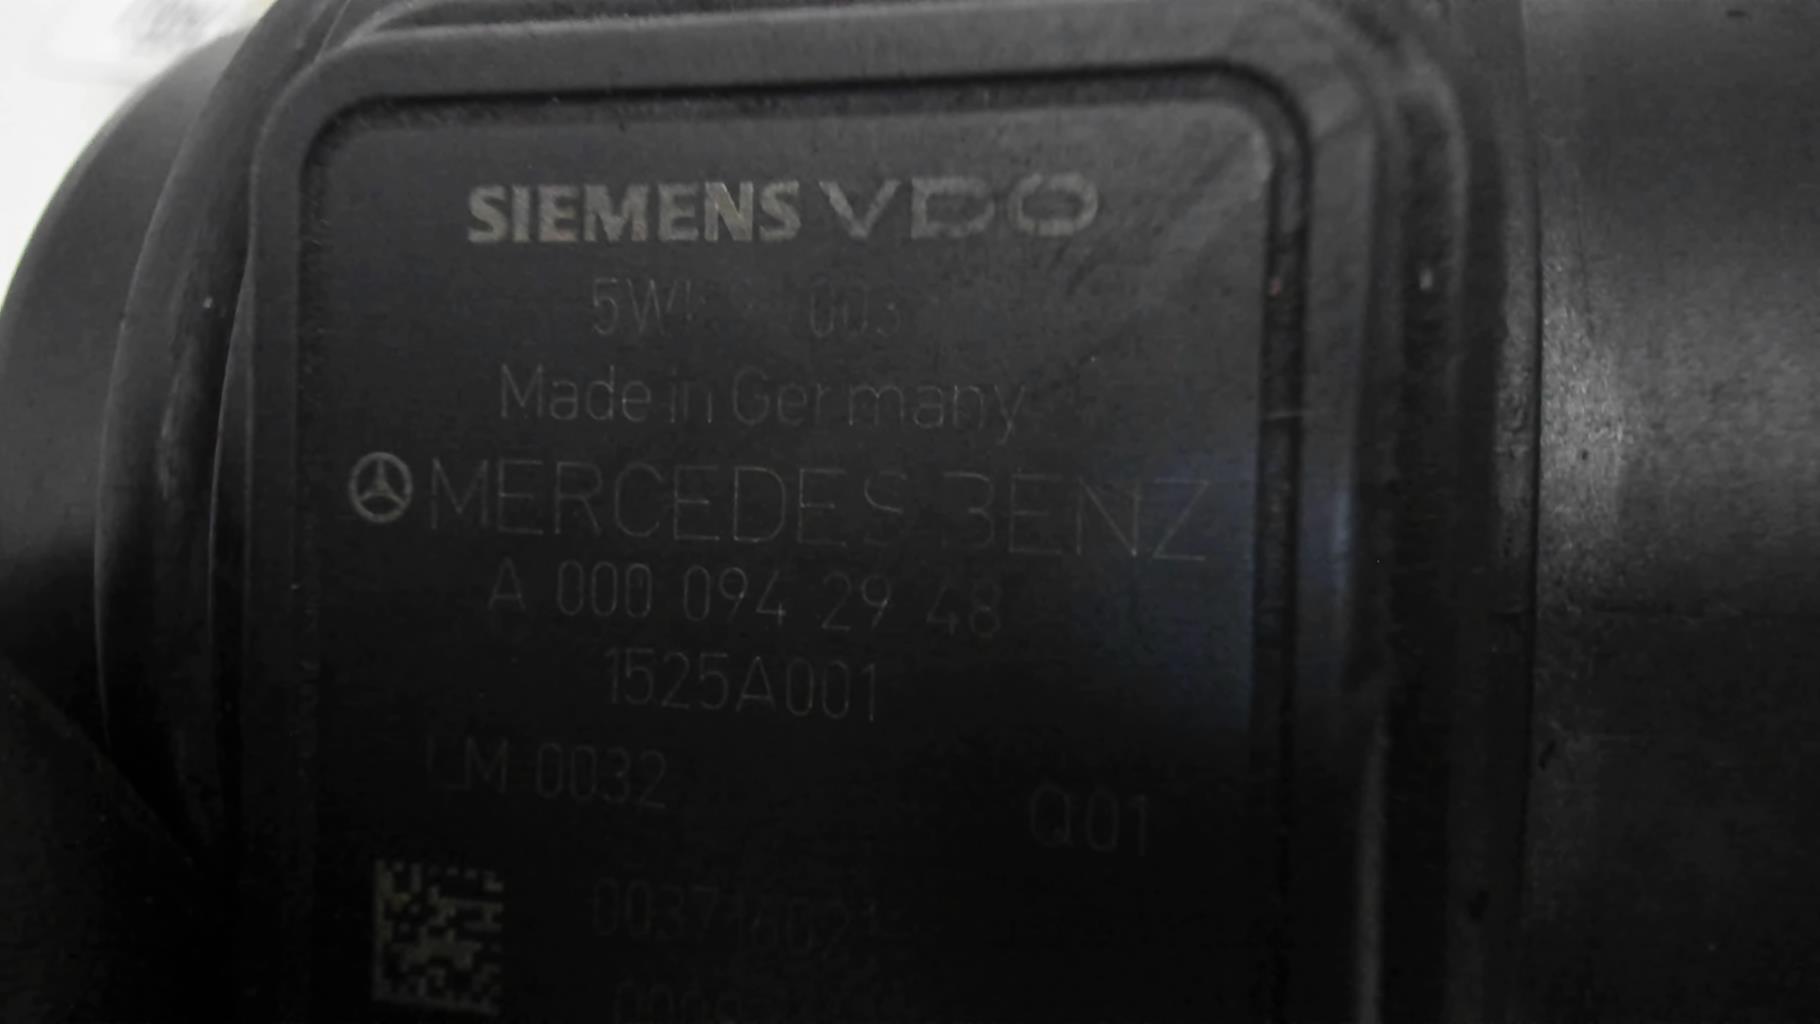 SIEMENS VDO
Made in Germany
MERCEDES BENZ
A 000 094 29 48
1525A001
LM 0032
Q01